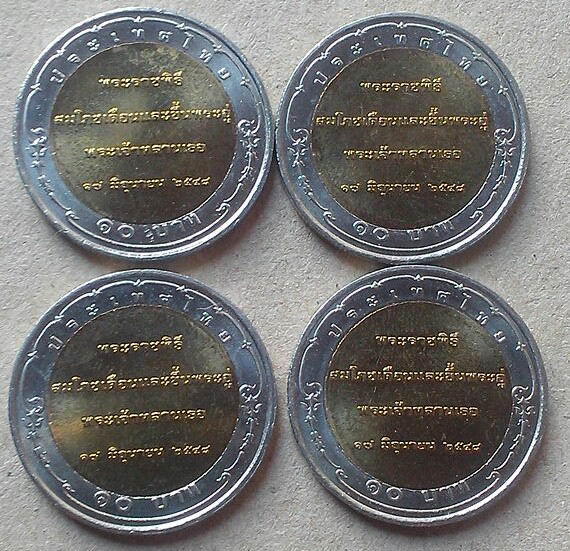 ประเทศไทย
พระราชพิธี
สมโภชเดือนและขึ้นพระอู่
พระเจ้าหลานเธอ
๑๗ มิถุนายน ๒๕๔๘
๑๐ บาท
ประเทศไทย
พระราชพิธี
สมโภชเดือนและขึ้นพระอู่
พระเจ้าหลานเธอ
๑๗ มิถุนายน ๒๕๔๘
๑๐ บาท
ประเทศไทย
พระราชพิธี
สมโภชเดือนและขึ้นพระอู่
พระเจ้าหลานเธอ
๑๗ มิถุนายน ๒๕๔๘
๑๐ บาท
ประเทศไทย
พระราชพิธี
สมโภชเดือนและขึ้นพระอู่
พระเจ้าหลานเธอ
๑๗ มิถุนายน ๒๕๔๘
๑๐ บาท